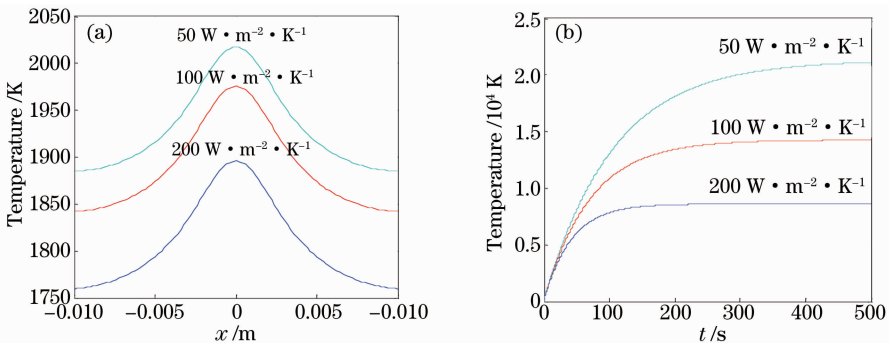 (a)
50 W • m⁻² • K⁻¹
100 W • m⁻² • K⁻¹
200 W • m⁻² • K⁻¹
Temperature /K
2050
2000
1950
1900
1850
1800
1750
-0.010 -0.005 0 0.005 -0.010
x /m
(b)
50 W • m⁻² • K⁻¹
100 W • m⁻² • K⁻¹
200 W • m⁻² • K⁻¹
Temperature /10⁴ K
2.5
2.0
1.5
1.0
0.5
0
0 100 200 300 400 500
t /s